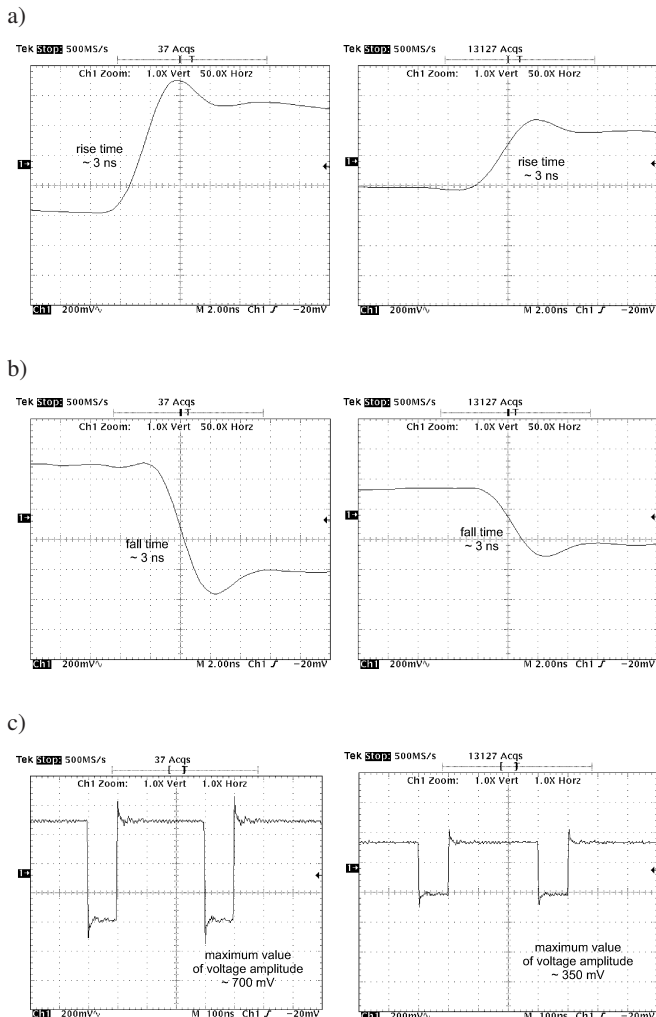 a)
Tek Stop: 500MS/s 37 Acqs
T
Ch1 Zoom: 1.0X Vert 50.0X Horz
rise time
~ 3 ns
1
Ch1 200mV∿ M 2.00ns Ch1 ƒ −20mV
Tek Stop: 500MS/s 13127 Acqs
T
Ch1 Zoom: 1.0X Vert 50.0X Horz
rise time
~ 3 ns
1
Ch1 200mV∿ M 2.00ns Ch1 ƒ −20mV
b)
Tek Stop: 500MS/s 37 Acqs
T
Ch1 Zoom: 1.0X Vert 50.0X Horz
1
fall time
~ 3 ns
Ch1 200mV∿ M 2.00ns Ch1 ƒ −20mV
Tek Stop: 500MS/s 13127 Acqs
T
Ch1 Zoom: 1.0X Vert 50.0X Horz
1
fall time
~ 3 ns
Ch1 200mV∿ M 2.00ns Ch1 ƒ −20mV
c)
Tek Stop: 500MS/s 37 Acqs
[ T ]
Ch1 Zoom: 1.0X Vert 1.0X Horz
1
maximum value
of voltage amplitude
~ 700 mV
Ch1 200mV∿ M 100ns Ch1 ƒ −20mV
Tek Stop: 500MS/s 13127 Acqs
[ T ]
Ch1 Zoom: 1.0X Vert 1.0X Horz
1
maximum value
of voltage amplitude
~ 350 mV
Ch1 200mV∿ M 100ns Ch1 ƒ −20mV